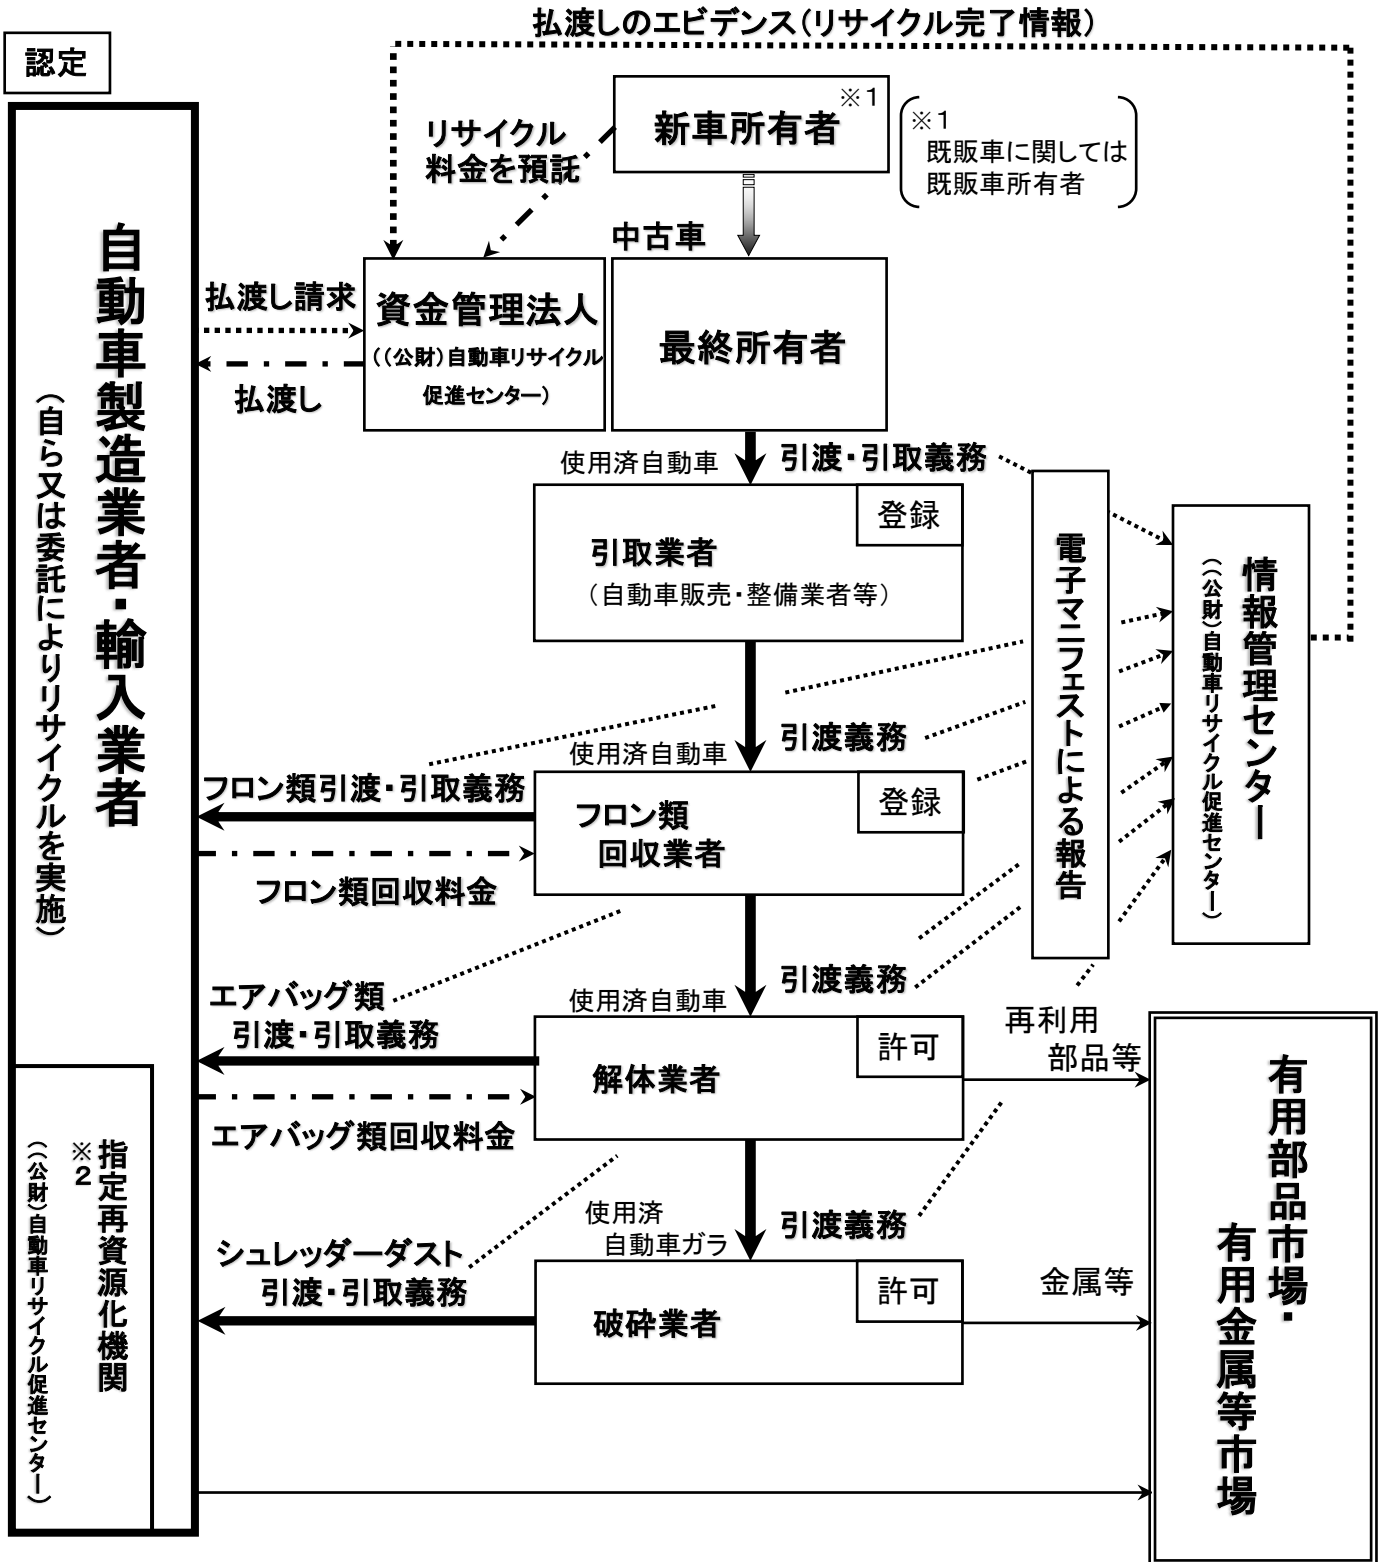 払渡しのエビデンス（リサイクル完了情報）
認定
新車所有者※１
※１
既販車に関しては
既販車所有者
リサイクル
料金を預託
中古車
自動車製造業者・輸入業者
（自ら又は委託によりリサイクルを実施）
払渡し請求
払渡し
資金管理法人
（（公財）自動車リサイクル
促進センター）
最終所有者
使用済自動車
引渡・引取義務
登録
引取業者
（自動車販売・整備業者等）
電子マニフェストによる報告
情報管理センター
（（公財）自動車リサイクル促進センター）
使用済自動車
引渡義務
フロン類引渡・引取義務
登録
フロン類
回収業者
フロン類回収料金
引渡義務
使用済自動車
エアバッグ類
引渡・引取義務
許可
解体業者
エアバッグ類回収料金
再利用
部品等
有用部品市場・
有用金属等市場
指定再資源化機関
※２
（（公財）自動車リサイクル促進センター）
使用済
自動車ガラ
引渡義務
シュレッダーダスト
引渡・引取義務
許可
破砕業者
金属等